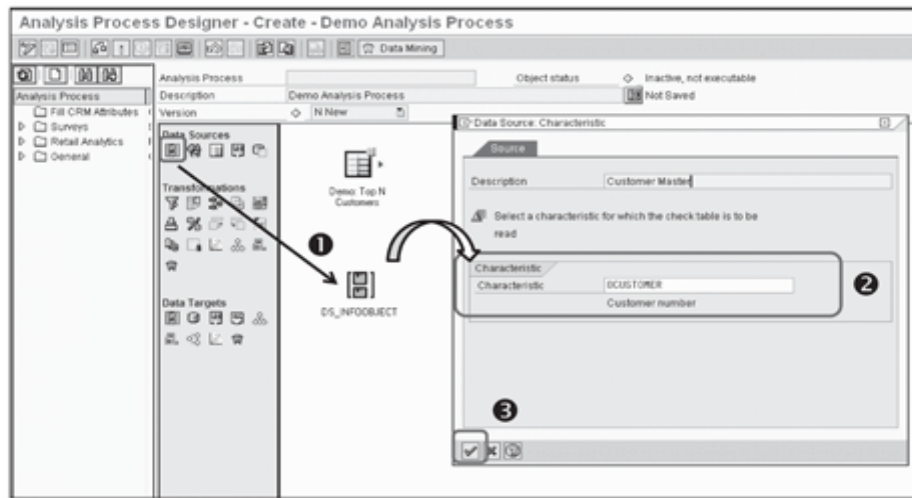 Analysis Process Designer - Create - Demo Analysis Process
Data Mining
Analysis Process
Object status
Inactive, not executable
Analysis Process
Description
Demo Analysis Process
Not Saved
Fill CRM Attributes
Version
N New
Surveys
Retail Analytics
General
Data Sources
Transformations
Data Targets
Demo: Top N
Customers
1
DS_INFOOBJECT
Data Source: Characteristic
Source
Description
Customer Master
Select a characteristic for which the check table is to be
read
Characteristic
Characteristic
0CUSTOMER
Customer number
2
3